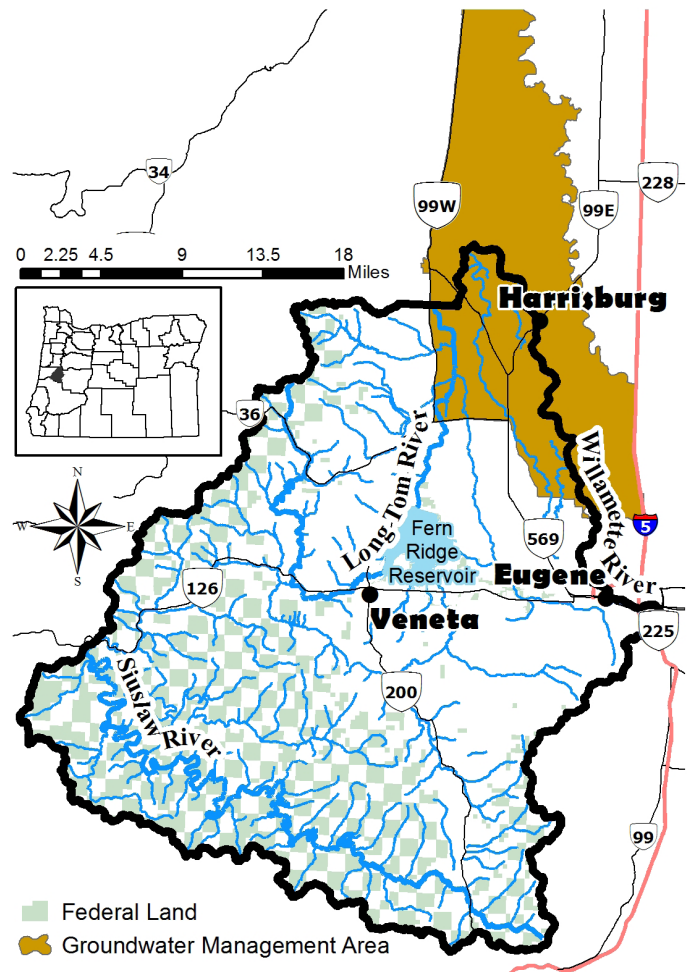 34
228
99W
99E
0 2.25 4.5 9 13.5 18
Miles
Harrisburg
36
N
W E
S
Long Tom River
Willamette River
5
Fern
Ridge
Reservoir
569
Eugene
126
Veneta
225
Siuslaw River
200
99
Federal Land
Groundwater Management Area